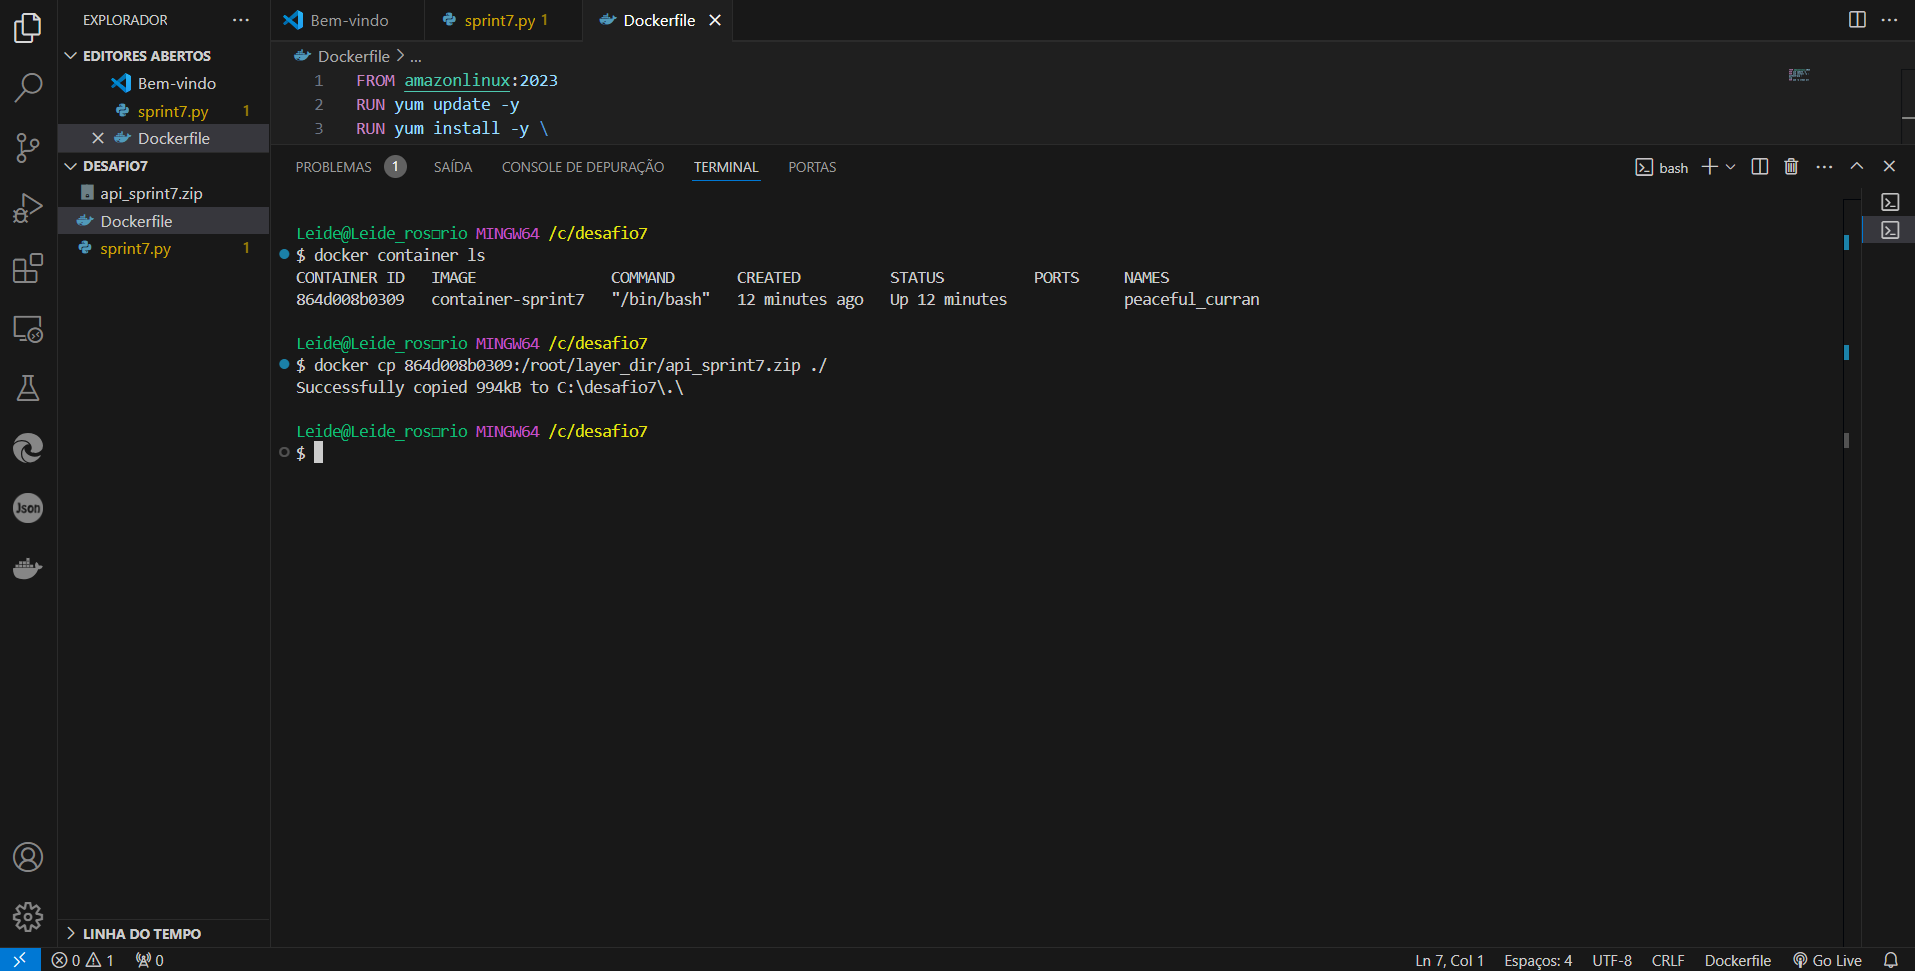 EXPLORADOR
EDITORES ABERTOS
Bem-vindo
sprint7.py 1
Dockerfile
DESAFIO7
api_sprint7.zip
Dockerfile
sprint7.py 1
LINHA DO TEMPO
Json
Bem-vindo sprint7.py 1 Dockerfile
Dockerfile > ...
1 FROM amazonlinux:2023
2 RUN yum update -y
3 RUN yum install -y \
PROBLEMAS 1 SAÍDA CONSOLE DE DEPURAÇÃO TERMINAL PORTAS bash
Leide@Leide_ros□rio MINGW64 /c/desafio7
$ docker container ls
CONTAINER ID IMAGE COMMAND CREATED STATUS PORTS NAMES
864d008b0309 container-sprint7 "/bin/bash" 12 minutes ago Up 12 minutes peaceful_curran
Leide@Leide_ros□rio MINGW64 /c/desafio7
$ docker cp 864d008b0309:/root/layer_dir/api_sprint7.zip ./
Successfully copied 994kB to C:\desafio7\.\
Leide@Leide_ros□rio MINGW64 /c/desafio7
$
0 1 0 Ln 7, Col 1 Espaços: 4 UTF-8 CRLF Dockerfile Go Live